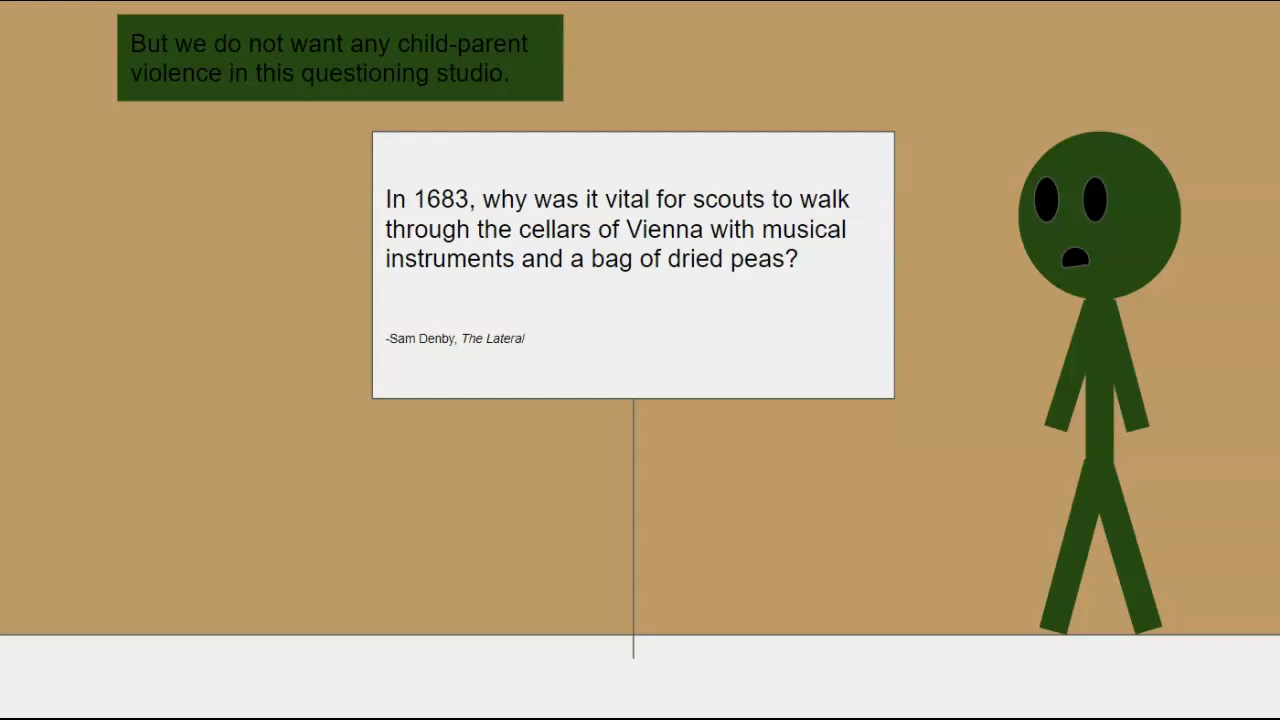 But we do not want any child-parent
violence in this questioning studio.
In 1683, why was it vital for scouts to walk
through the cellars of Vienna with musical
instruments and a bag of dried peas?
-Sam Denby, The Lateral